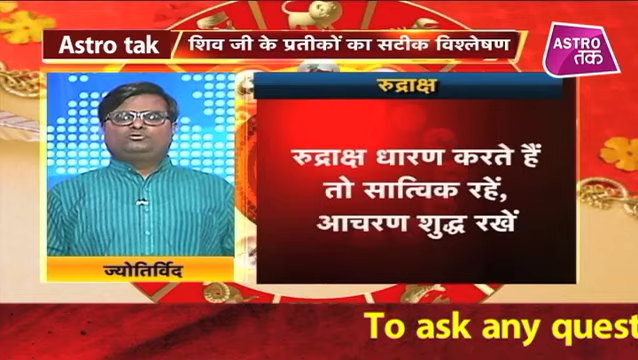 Astro tak
शिव जी के प्रतीकों का सटीक विश्लेषण
ASTRO
तक
रुद्राक्ष
रुद्राक्ष धारण करते हैं
तो सात्विक रहें,
आचरण शुद्ध रखें
ज्योतिर्विद
To ask any quest